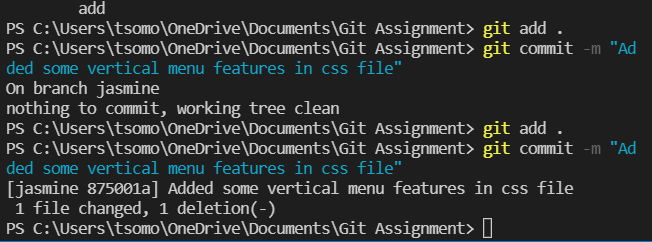 add
PS C:\Users\tsomo\OneDrive\Documents\Git Assignment> git add .
PS C:\Users\tsomo\OneDrive\Documents\Git Assignment> git commit -m "Ad
ded some vertical menu features in css file"
On branch jasmine
nothing to commit, working tree clean
PS C:\Users\tsomo\OneDrive\Documents\Git Assignment> git add .
PS C:\Users\tsomo\OneDrive\Documents\Git Assignment> git commit -m "Ad
ded some vertical menu features in css file"
[jasmine 875001a] Added some vertical menu features in css file
 1 file changed, 1 deletion(-)
PS C:\Users\tsomo\OneDrive\Documents\Git Assignment>